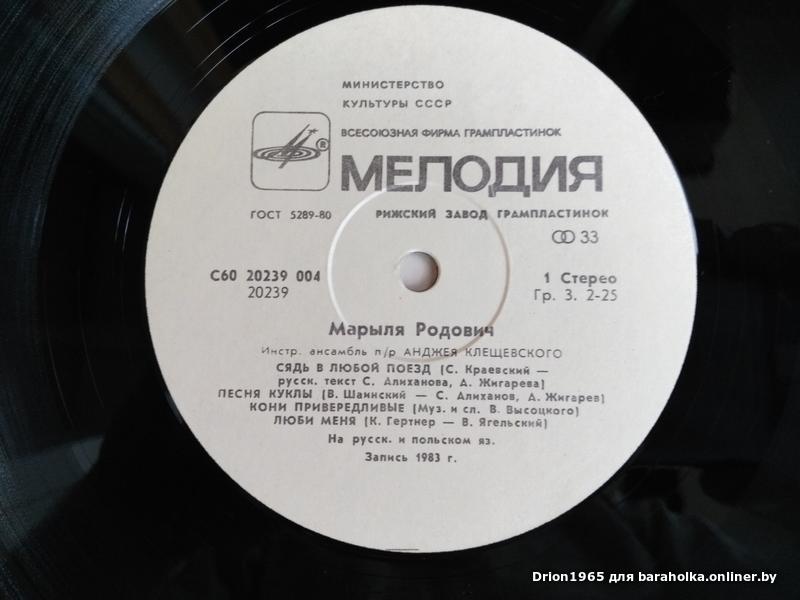 МИНИСТЕРСТВО
КУЛЬТУРЫ СССР
ВСЕСОЮЗНАЯ ФИРМА ГРАМПЛАСТИНОК
®
МЕЛОДИЯ
ГОСТ 5289-80 РИЖСКИЙ ЗАВОД ГРАМПЛАСТИНОК
33
С60 20239 004 1 Стерео
20239 Гр. 3. 2-25
Марыля Родович
Инстр. ансамбль п/р АНДЖЕЯ КЛЕЩЕВСКОГО
СЯДЬ В ЛЮБОЙ ПОЕЗД (С. Краевский —
русск. текст С. Алиханова, А. Жигарева)
ПЕСНЯ КУКЛЫ (В. Шаинский — С. Алиханов, А. Жигарев)
КОНИ ПРИВЕРЕДЛИВЫЕ (Муз. и сл. В. Высоцкого)
ЛЮБИ МЕНЯ (К. Гертнер — В. Ягельский)
На русск. и польском яз.
Запись 1983 г.
Drion1965 для baraholka.onliner.by